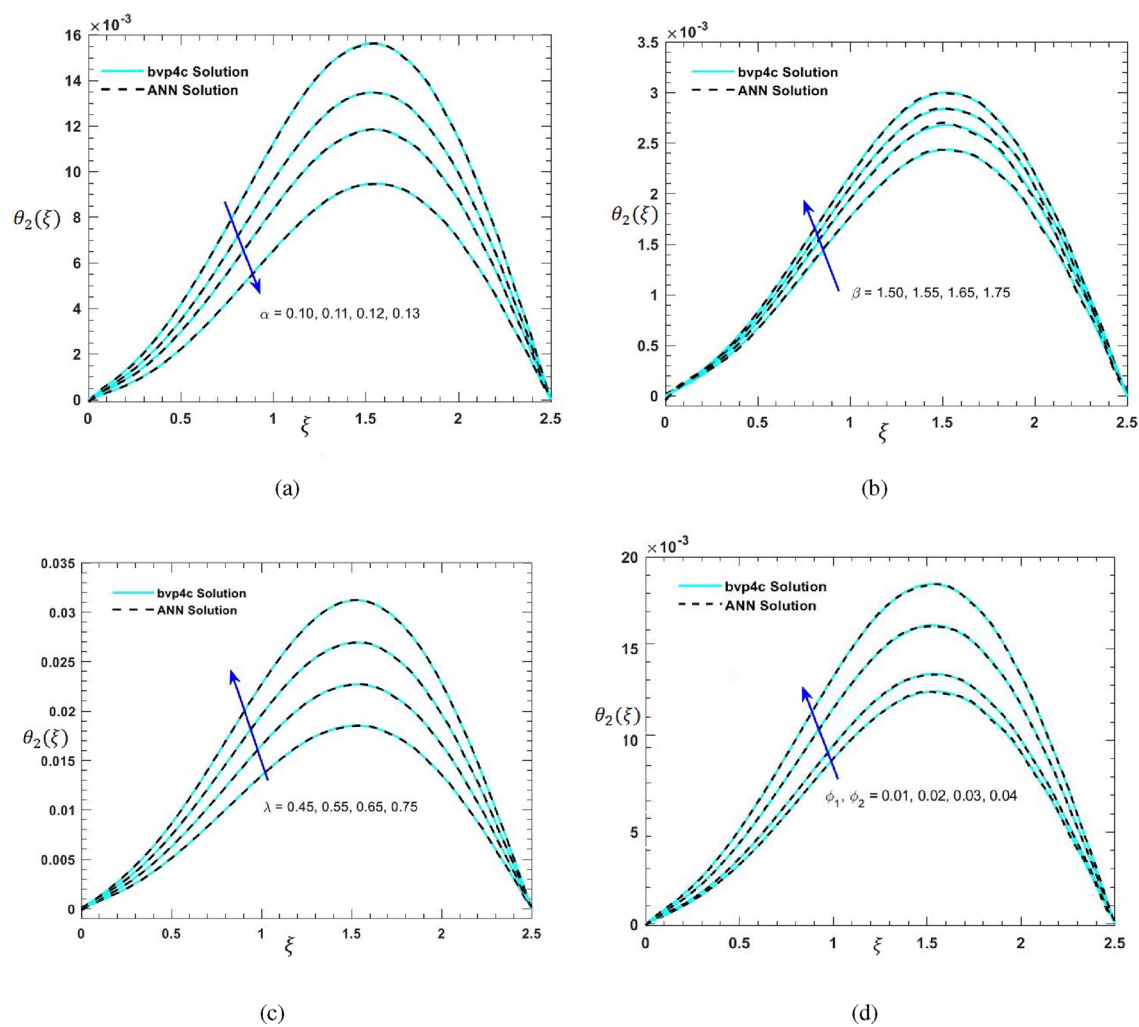 ×10⁻³
16
14
12
10
8
6
4
2
0
θ₂(ξ)
bvp4c Solution
ANN Solution
α = 0.10, 0.11, 0.12, 0.13
0 0.5 1 1.5 2 2.5
ξ
(a)
×10⁻³
3.5
3
2.5
2
1.5
1
0.5
0
θ₂(ξ)
bvp4c Solution
ANN Solution
β = 1.50, 1.55, 1.65, 1.75
0 0.5 1 1.5 2 2.5
ξ
(b)
0.035
0.03
0.025
0.02
0.015
0.01
0.005
0
θ₂(ξ)
bvp4c Solution
ANN Solution
λ = 0.45, 0.55, 0.65, 0.75
0 0.5 1 1.5 2 2.5
ξ
(c)
×10⁻³
20
15
10
5
0
θ₂(ξ)
bvp4c Solution
ANN Solution
ϕ₁, ϕ₂ = 0.01, 0.02, 0.03, 0.04
0 0.5 1 1.5 2 2.5
ξ
(d)